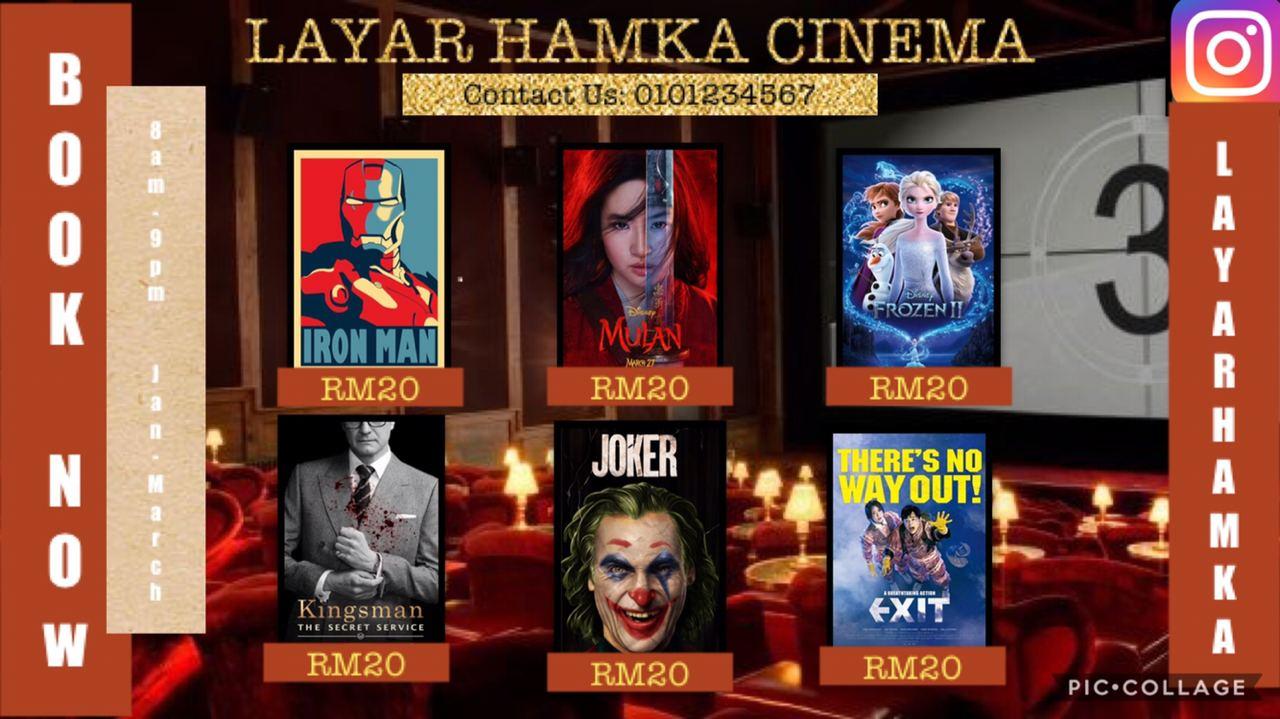 LAYAR HAMKA CINEMA
Contact Us: 0101234567
BOOK NOW
8am-9pm Jan-March
IRON MAN
RM20
Disney
MULAN
MARCH 27
RM20
Disney
FROZEN II
RM20
Kingsman
THE SECRET SERVICE
RM20
JOKER
RM20
THERE'S NO
WAY OUT!
A BREATHTAKING ACTION
EXIT
RM20
LAYARHAMKA
3
PIC•COLLAGE